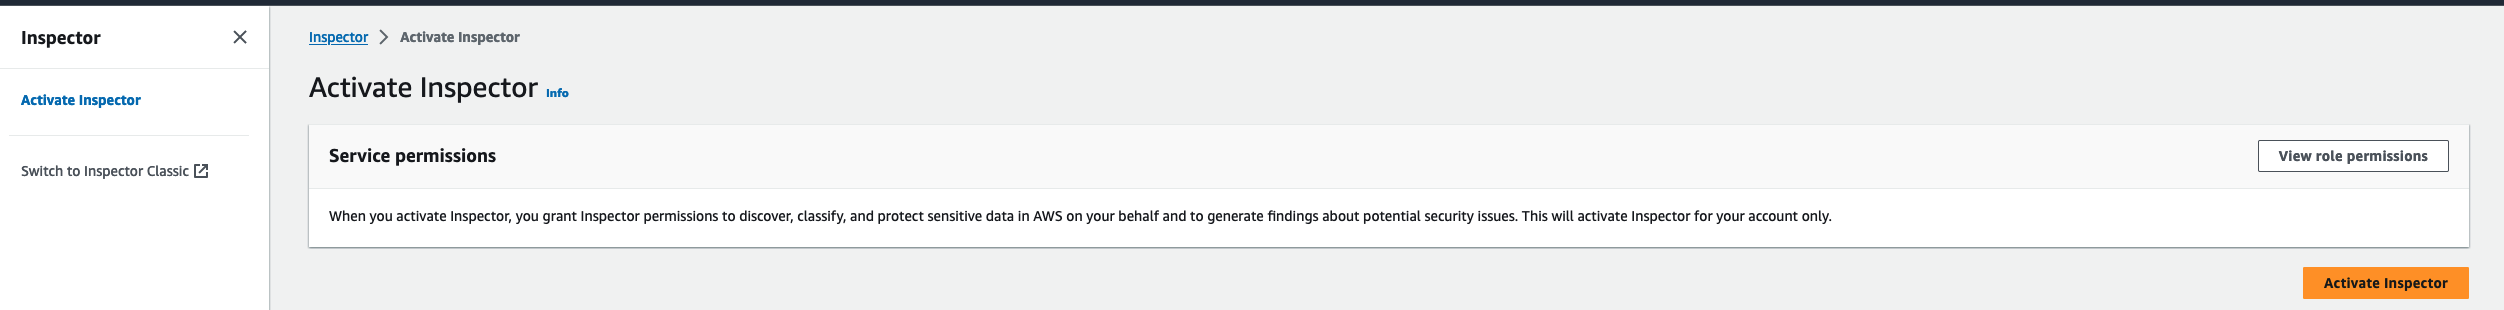 Inspector
Activate Inspector
Switch to Inspector Classic
Inspector > Activate Inspector
Activate Inspector Info
Service permissions
View role permissions
When you activate Inspector, you grant Inspector permissions to discover, classify, and protect sensitive data in AWS on your behalf and to generate findings about potential security issues. This will activate Inspector for your account only.
Activate Inspector